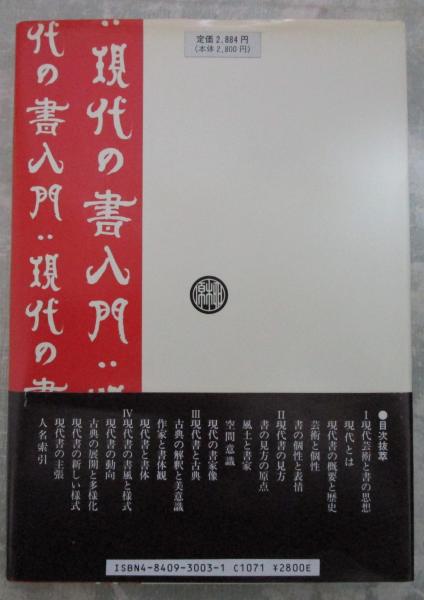 定価2,884円
(本体2,800円)
:現代の書入門:
代の書入門:現代の書
●目次抜萃
Ⅰ現代芸術と書の思想
現代とは
現代書の概要と歴史
芸術と個性
書の個性と表情
Ⅱ現代書の見方
書の見方の原点
風土と書家
空間意識
現代の書家像
Ⅲ現代書と古典
古典の解釈と美意識
作家と書体観
現代書と書体
Ⅳ現代書の書風と様式
現代書の動向
古典の展開と多様化
現代書の新しい様式
現代書の主張
人名索引
ISBN4-8409-3003-1 C1071 ¥2800E